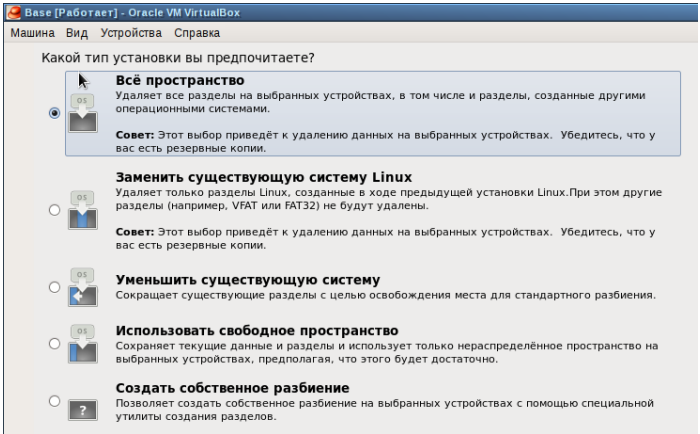 Base [Работает] - Oracle VM VirtualBox
Машина Вид Устройства Справка
Какой тип установки вы предпочитаете?
Всё пространство
Удаляет все разделы на выбранных устройствах, в том числе и разделы, созданные другими
операционными системами.
Совет: Этот выбор приведёт к удалению данных на выбранных устройствах. Убедитесь, что у
вас есть резервные копии.
OS
Заменить существующую систему Linux
Удаляет только разделы Linux, созданные в ходе предыдущей установки Linux.При этом другие
разделы (например, VFAT или FAT32) не будут удалены.
Совет: Этот выбор приведёт к удалению данных на выбранных устройствах. Убедитесь, что у
вас есть резервные копии.
OS
Уменьшить существующую систему
Сокращает существующие разделы с целью освобождения места для стандартного разбиения.
OS
Использовать свободное пространство
Сохраняет текущие данные и разделы и использует только нераспределённое пространство на
выбранных устройствах, предполагая, что этого будет достаточно.
OS
Создать собственное разбиение
Позволяет создать собственное разбиение на выбранных устройствах с помощью специальной
утилиты создания разделов.
?